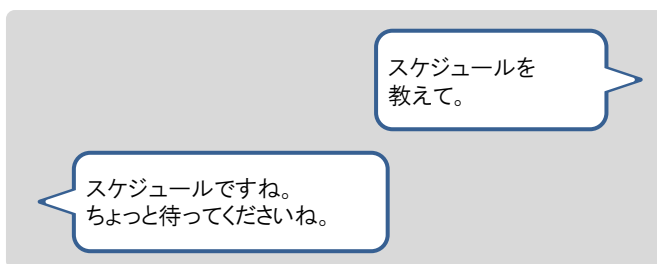 スケジュールを
教えて。
スケジュールですね。
ちょっと待ってくださいね。